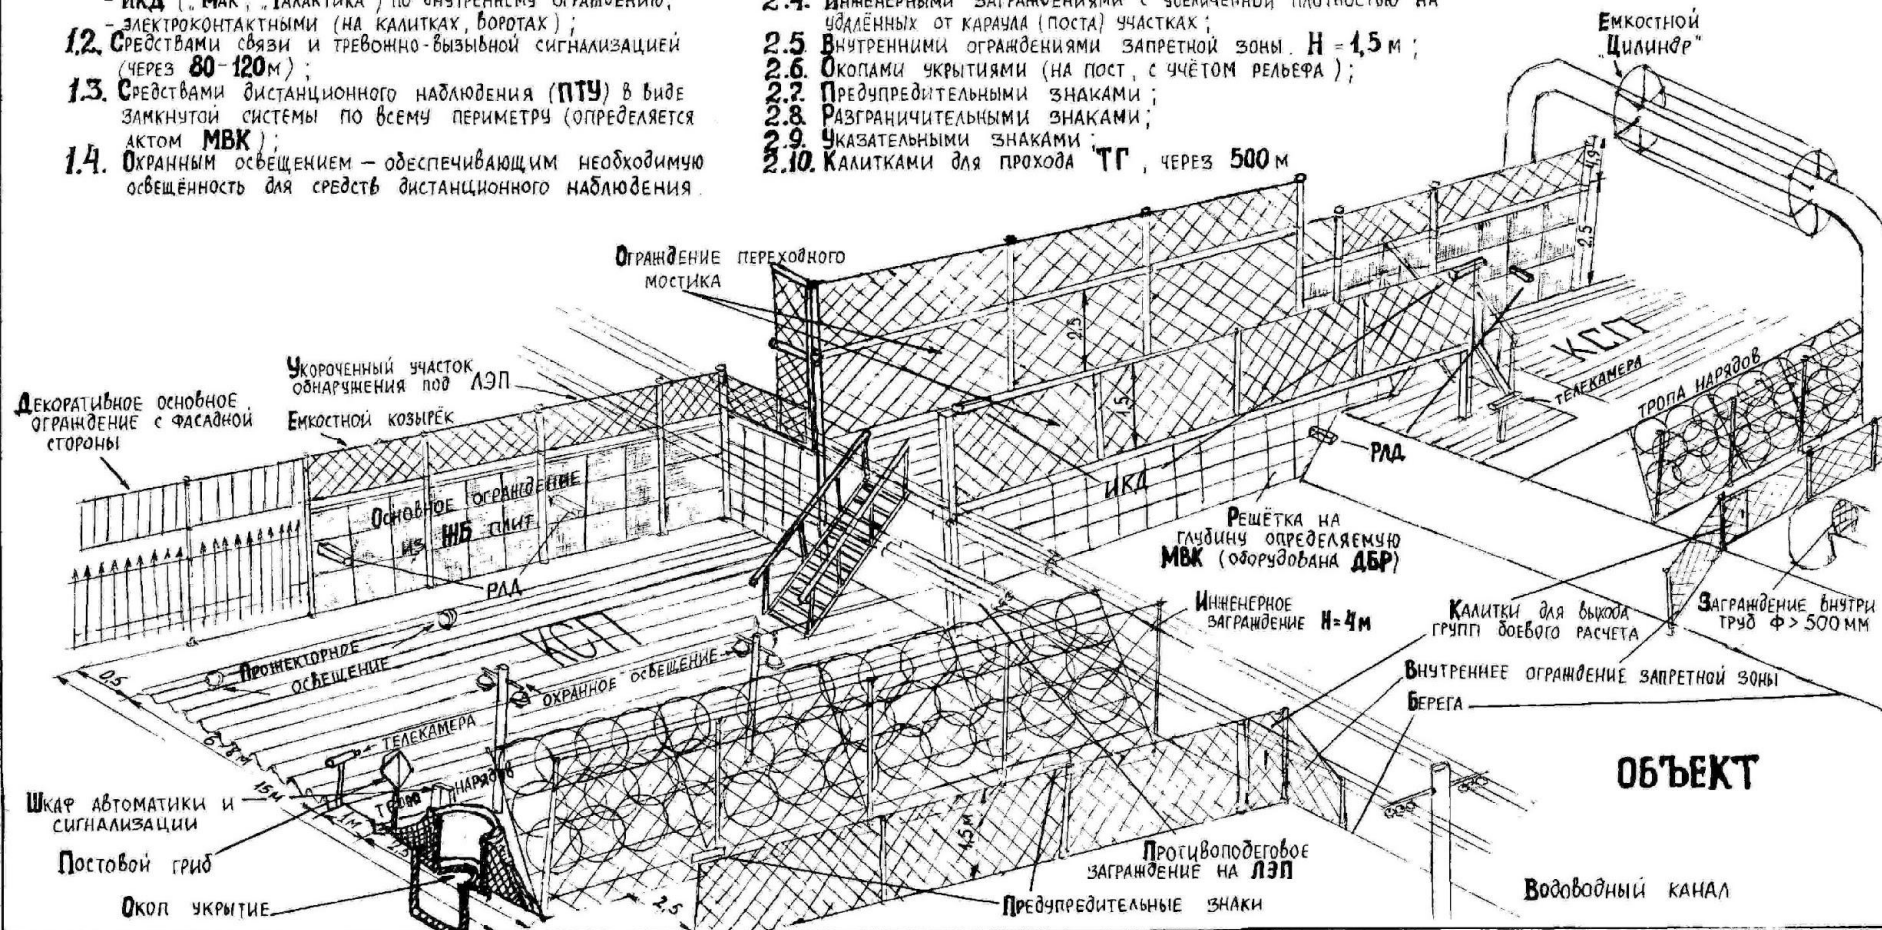 - ИКД („МАК", „ГАЛАКТИКА") ПО ВНУТРЕННЕМУ ОГРАЖДЕНИЮ;
- ЭЛЕКТРОКОНТАКТНЫМИ (НА КАЛИТКАХ, ВОРОТАХ);
1.2. СРЕДСТВАМИ СВЯЗИ И ТРЕВОЖНО-ВЫЗЫВНОЙ СИГНАЛИЗАЦИЕЙ
(ЧЕРЕЗ 80-120М);
1.3. СРЕДСТВАМИ ДИСТАНЦИОННОГО НАБЛЮДЕНИЯ (ПТУ) В ВИДЕ
ЗАМКНУТОЙ СИСТЕМЫ ПО ВСЕМУ ПЕРИМЕТРУ (ОПРЕДЕЛЯЕТСЯ
АКТОМ МВК);
1.4. ОХРАННЫМ ОСВЕЩЕНИЕМ – ОБЕСПЕЧИВАЮЩИМ НЕОБХОДИМУЮ
ОСВЕЩЁННОСТЬ ДЛЯ СРЕДСТВ ДИСТАНЦИОННОГО НАБЛЮДЕНИЯ.
2.4. ИНЖЕНЕРНЫМИ ЗАГРАЖДЕНИЯМИ С УВЕЛИЧЕННОЙ ПЛОТНОСТЬЮ НА
УДАЛЁННЫХ ОТ КАРАУЛА (ПОСТА) УЧАСТКАХ;
2.5 ВНУТРЕННИМИ ОГРАЖДЕНИЯМИ ЗАПРЕТНОЙ ЗОНЫ. Н = 1,5 м;
2.6. ОКОПАМИ УКРЫТИЯМИ (НА ПОСТ, С УЧЁТОМ РЕЛЬЕФА);
2.7. ПРЕДУПРЕДИТЕЛЬНЫМИ ЗНАКАМИ;
2.8. РАЗГРАНИЧИТЕЛЬНЫМИ ЗНАКАМИ;
2.9. УКАЗАТЕЛЬНЫМИ ЗНАКАМИ;
2.10. КАЛИТКАМИ ДЛЯ ПРОХОДА ТГ, ЧЕРЕЗ 500 м
ЕМКОСТНОЙ
„ЦИЛИНДР"
ОГРАЖДЕНИЕ ПЕРЕХОДНОГО
МОСТИКА
2,5
2,5
1,5
КСП
ТЕЛЕКАМЕРА
ТРОПА НАРЯДОВ
УКОРОЧЕННЫЙ УЧАСТОК
ОБНАРУЖЕНИЯ ПОД ЛЭП
ЕМКОСТНОЙ КОЗЫРЁК
ДЕКОРАТИВНОЕ ОСНОВНОЕ
ОГРАЖДЕНИЕ С ФАСАДНОЙ
СТОРОНЫ
ОСНОВНОЕ ОГРАЖДЕНИЕ
ИЗ ЖБ ПЛИТ
РЛД
РЛД
ИКД
РЕШЁТКА НА
ГЛУБИНУ ОПРЕДЕЛЯЕМУЮ
МВК (ОБОРУДОВАНА ДБР)
ИНЖЕНЕРНОЕ
ЗАГРАЖДЕНИЕ Н=4м
КАЛИТКИ ДЛЯ ВЫХОДА
ГРУПП БОЕВОГО РАСЧЕТА
ЗАГРАЖДЕНИЕ ВНУТРИ
ТРУБ Ф > 500 ММ
ВНУТРЕННЕЕ ОГРАЖДЕНИЕ ЗАПРЕТНОЙ ЗОНЫ
БЕРЕГА
ОБЪЕКТ
КСП
ПРОЖЕКТОРНОЕ
ОСВЕЩЕНИЕ
ОХРАННОЕ ОСВЕЩЕНИЕ
ТЕЛЕКАМЕРА
0,5
6-8М
15М
1М
ТРОПА НАРЯДОВ
ШКАФ АВТОМАТИКИ И
СИГНАЛИЗАЦИИ
ПОСТОВОЙ ГРИБ
ОКОП УКРЫТИЕ
2,5
1,5М
ПРОТИВОПОБЕГОВОЕ
ЗАГРАЖДЕНИЕ НА ЛЭП
ПРЕДУПРЕДИТЕЛЬНЫЕ ЗНАКИ
ВОДОВОДНЫЙ КАНАЛ